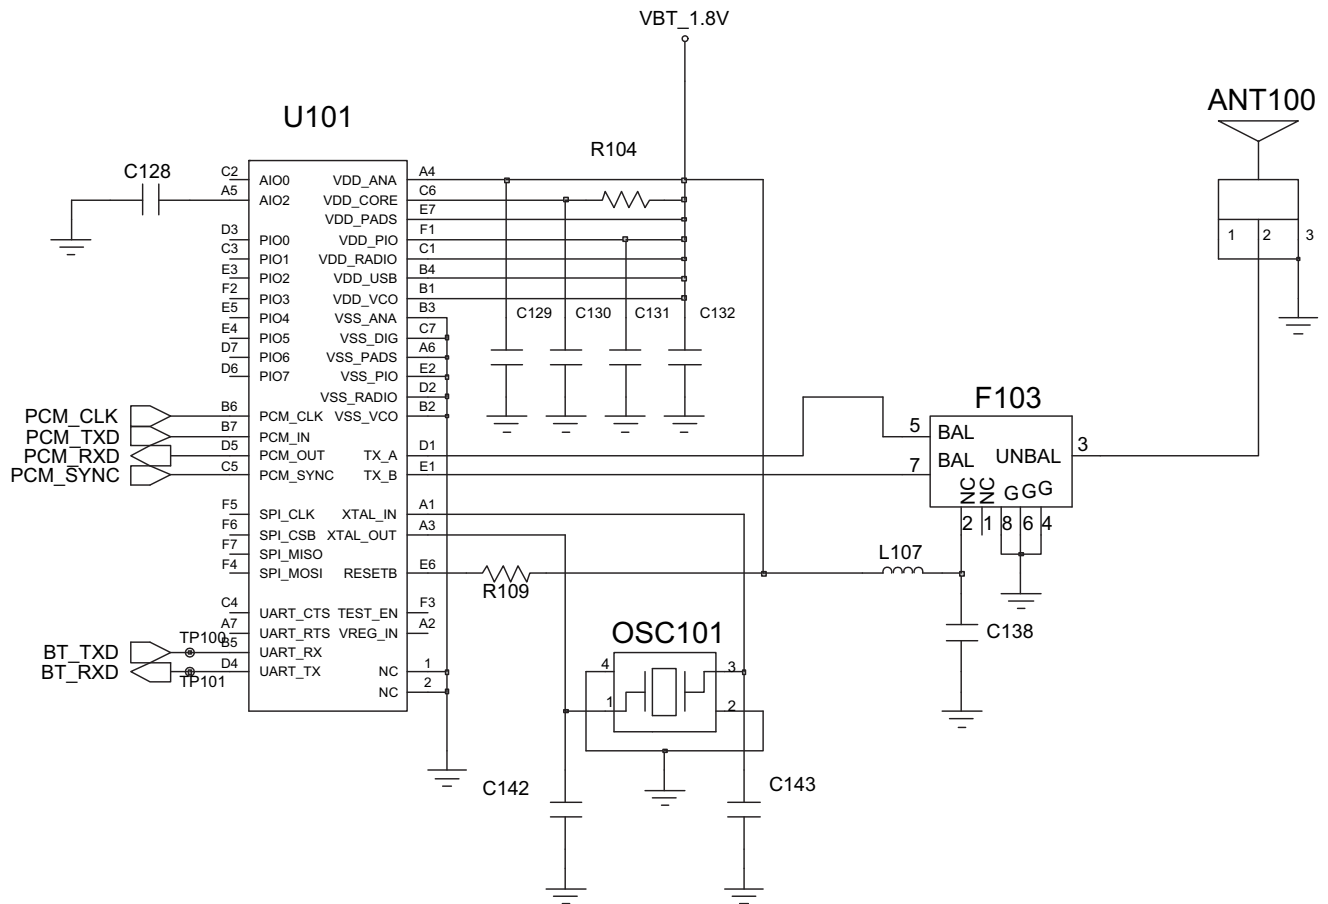 VBT_1.8V
ANT100
U101
R104
C128
C2 AIO0 VDD_ANA A4
A5 AIO2 VDD_CORE C6
VDD_PADS E7
D3 PIO0 VDD_PIO F1
C3 PIO1 VDD_RADIO C1
E3 PIO2 VDD_USB B4
F2 PIO3 VDD_VCO B1
E5 PIO4 VSS_ANA B3
E4 PIO5 VSS_DIG C7
D7 PIO6 VSS_PADS A6
D6 PIO7 VSS_PIO E2
VSS_RADIO D2
PCM_CLK B6 PCM_CLK VSS_VCO B2
PCM_TXD B7 PCM_IN
PCM_RXD D5 PCM_OUT TX_A D1
PCM_SYNC C5 PCM_SYNC TX_B E1
F5 SPI_CLK XTAL_IN A1
F6 SPI_CSB XTAL_OUT A3
F7 SPI_MISO
F4 SPI_MOSI RESETB E6
C4 UART_CTS TEST_EN F3
A7 UART_RTS VREG_IN A2
TP100
BT_TXD B5 UART_RX
BT_RXD D4 UART_TX NC 1
TP101
NC 2
C129 C130 C131 C132
1 2 3
F103
5 BAL
7 BAL UNBAL 3
NC NC G G G
2 1 8 6 4
L107
R109
C138
OSC101
4 3
1 2
C142
C143